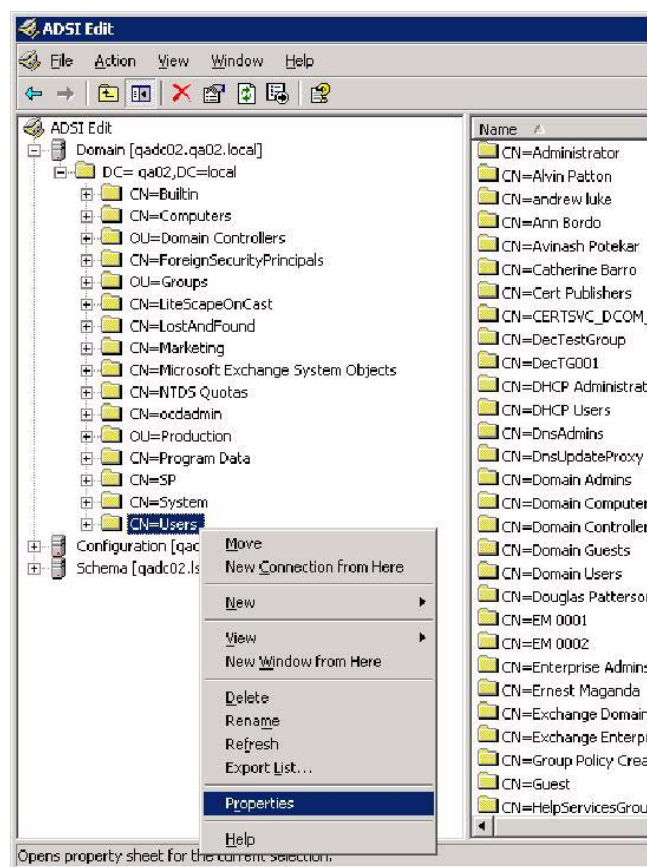 ADSI Edit
File Action View Window Help
ADSI Edit
Domain [qadc02.qa02.local]
DC= qa02,DC=local
CN=Builtin
CN=Computers
OU=Domain Controllers
CN=ForeignSecurityPrincipals
OU=Groups
CN=LiteScapeOnCast
CN=LostAndFound
CN=Marketing
CN=Microsoft Exchange System Objects
CN=NTDS Quotas
CN=ocdadmin
OU=Production
CN=Program Data
CN=SP
CN=System
CN=Users
Configuration [qadc
Schema [qadc02.ls
Move
New Connection from Here
New
View
New Window from Here
Delete
Rename
Refresh
Export List...
Properties
Help
Name
CN=Administrator
CN=Alvin Patton
CN=andrew luke
CN=Ann Bordo
CN=Avinash Potekar
CN=Catherine Barro
CN=Cert Publishers
CN=CERTSVC_DCOM_
CN=DecTestGroup
CN=DecTG001
CN=DHCP Administrat
CN=DHCP Users
CN=DnsAdmins
CN=DnsUpdateProxy
CN=Domain Admins
CN=Domain Computer
CN=Domain Controller
CN=Domain Guests
CN=Domain Users
CN=Douglas Patterson
CN=EM 0001
CN=EM 0002
CN=Enterprise Admins
CN=Ernest Maganda
CN=Exchange Domain
CN=Exchange Enterpr
CN=Group Policy Crea
CN=Guest
CN=HelpServicesGrou
Opens property sheet for the current selection.